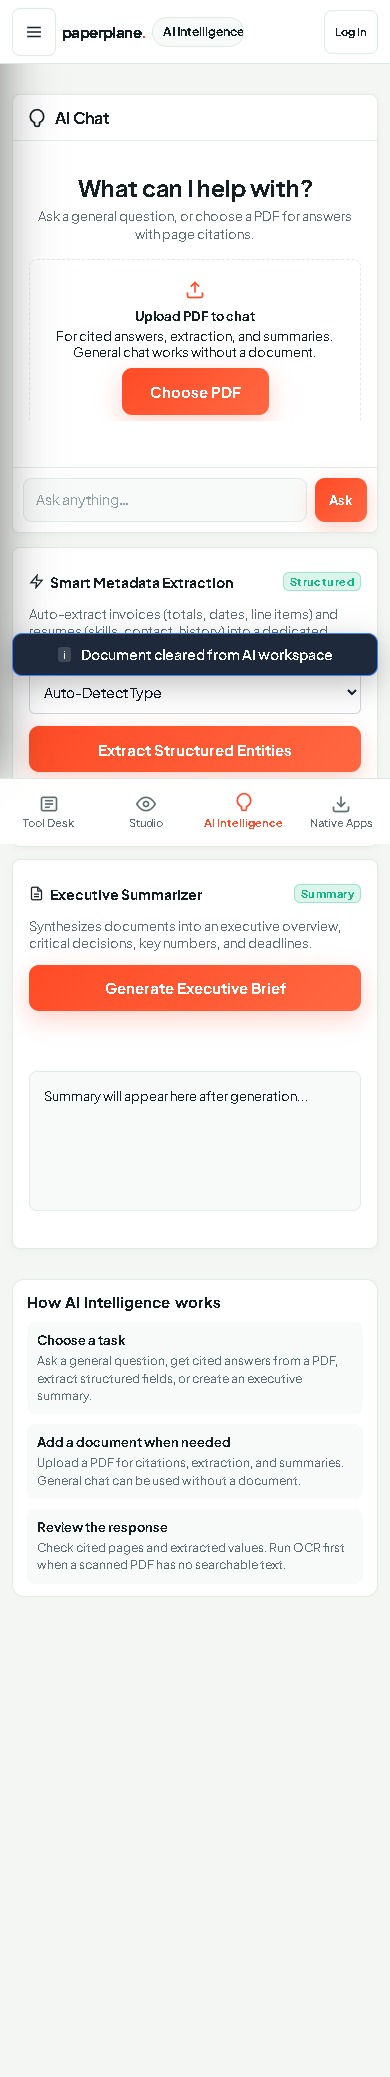 paperplane.
AI Intelligence
Log In
AI Chat
What can I help with?
Ask a general question, or choose a PDF for answers
with page citations.
Upload PDF to chat
For cited answers, extraction, and summaries.
General chat works without a document.
Choose PDF
Ask anything...
Ask
Smart Metadata Extraction
Structured
Auto-extract invoices (totals, dates, line items) and
resumes (skills, contact, history) into a dedicated
i Document cleared from AI workspace
Auto-Detect Type
Extract Structured Entities
Tool Desk
Studio
AI Intelligence
Native Apps
Executive Summarizer
Summary
Synthesizes documents into an executive overview,
critical decisions, key numbers, and deadlines.
Generate Executive Brief
Summary will appear here after generation...
How AI Intelligence works
Choose a task
Ask a general question, get cited answers from a PDF,
extract structured fields, or create an executive
summary.
Add a document when needed
Upload a PDF for citations, extraction, and summaries.
General chat can be used without a document.
Review the response
Check cited pages and extracted values. Run OCR first
when a scanned PDF has no searchable text.